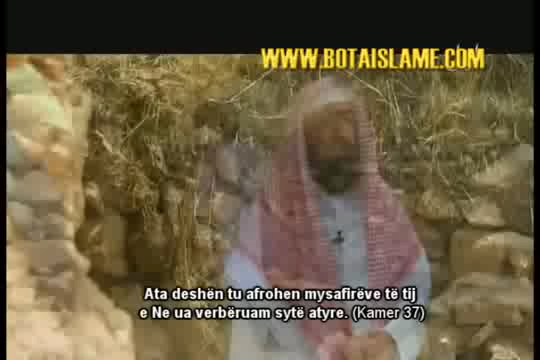 WWW.BOTAISLAME.COM
Ata deshën tu afrohen mysafirëve të tij
e Ne ua verbëruam sytë atyre. (Kamer 37)